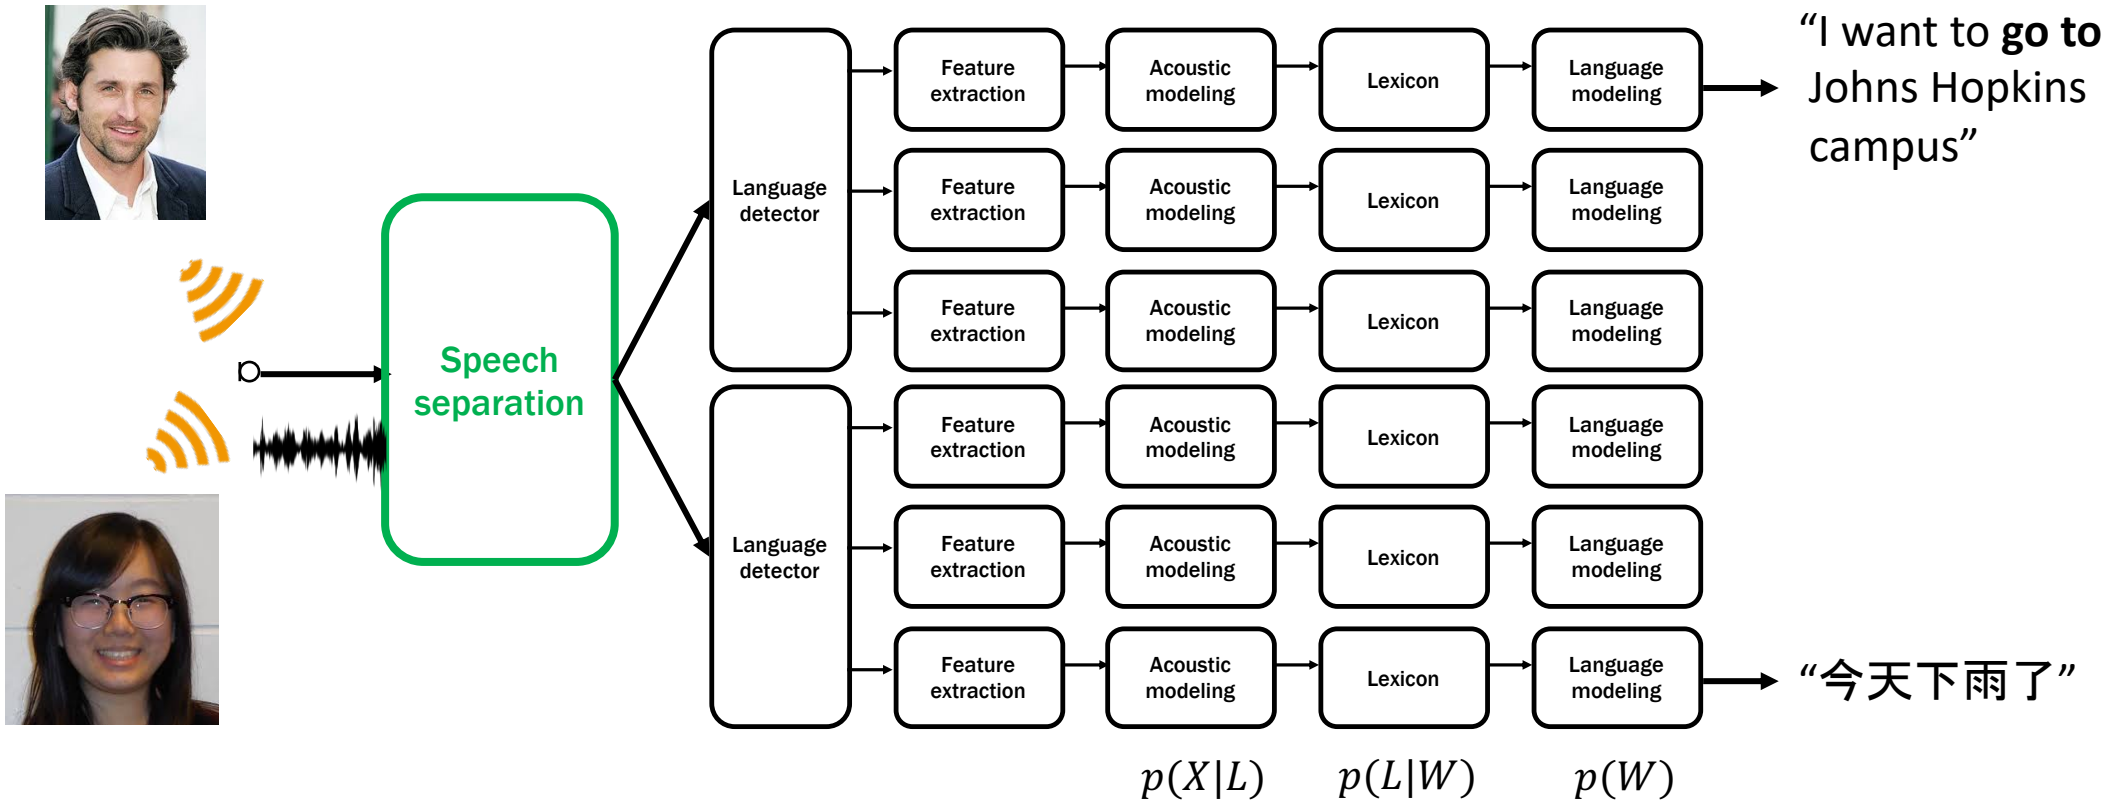 “I want to go to
Johns Hopkins
campus”
Feature
extraction
Acoustic
modeling
Lexicon
Language
modeling
Language
detector
Feature
extraction
Acoustic
modeling
Lexicon
Language
modeling
Feature
extraction
Acoustic
modeling
Lexicon
Language
modeling
Speech
separation
Feature
extraction
Acoustic
modeling
Lexicon
Language
modeling
Language
detector
Feature
extraction
Acoustic
modeling
Lexicon
Language
modeling
Feature
extraction
Acoustic
modeling
Lexicon
Language
modeling
“今天下雨了”
p(X|L)
p(L|W)
p(W)